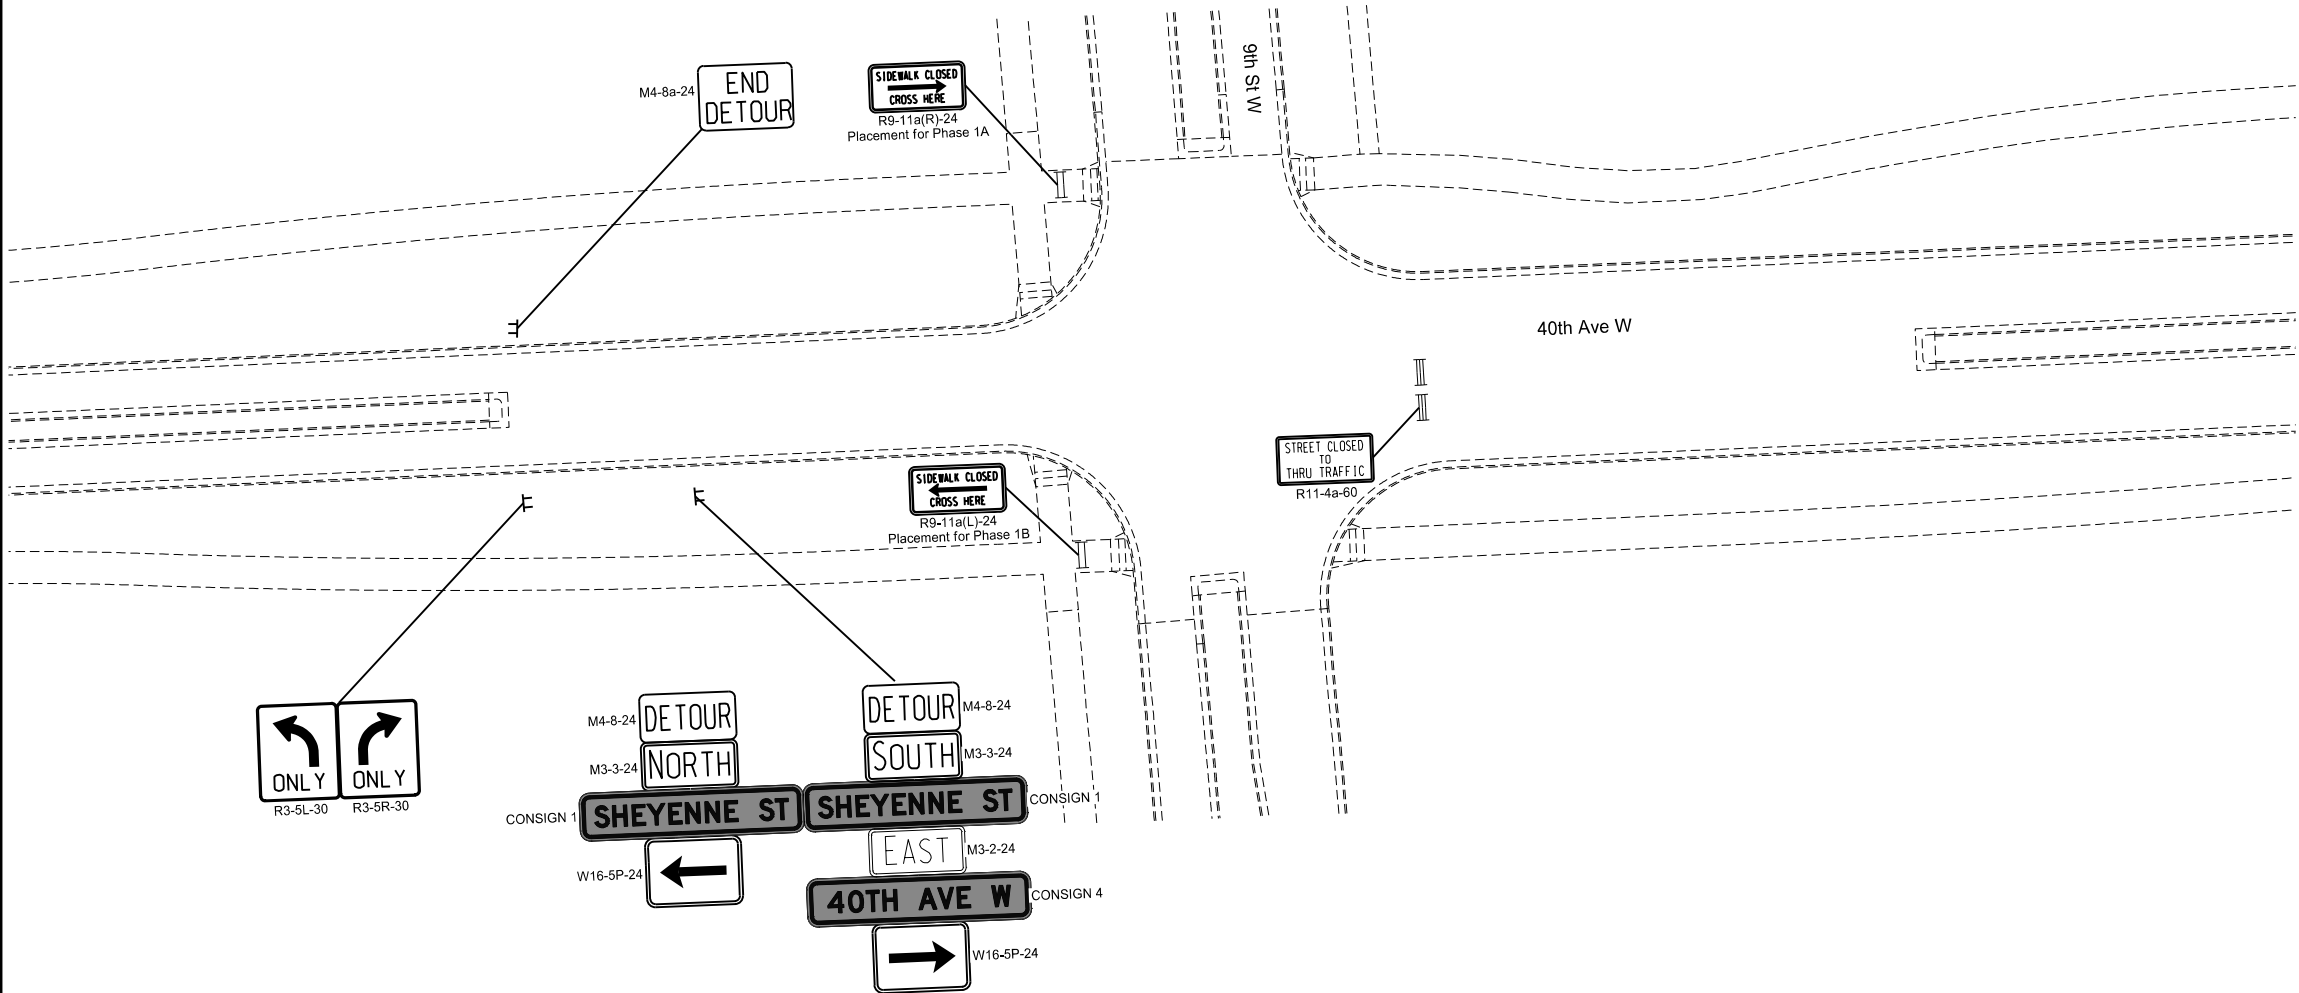 M4-8a-24
END
DETOUR
SIDEWALK CLOSED
CROSS HERE
R9-11a(R)-24
Placement for Phase 1A
9th St W
40th Ave W
STREET CLOSED
TO
THRU TRAFFIC
R11-4a-60
SIDEWALK CLOSED
CROSS HERE
R9-11a(L)-24
Placement for Phase 1B
ONLY
R3-5L-30
ONLY
R3-5R-30
M4-8-24
DETOUR
M3-3-24
NORTH
CONSIGN 1
SHEYENNE ST
W16-5P-24
DETOUR
M4-8-24
SOUTH
M3-3-24
SHEYENNE ST
CONSIGN 1
EAST
M3-2-24
40TH AVE W
CONSIGN 4
W16-5P-24